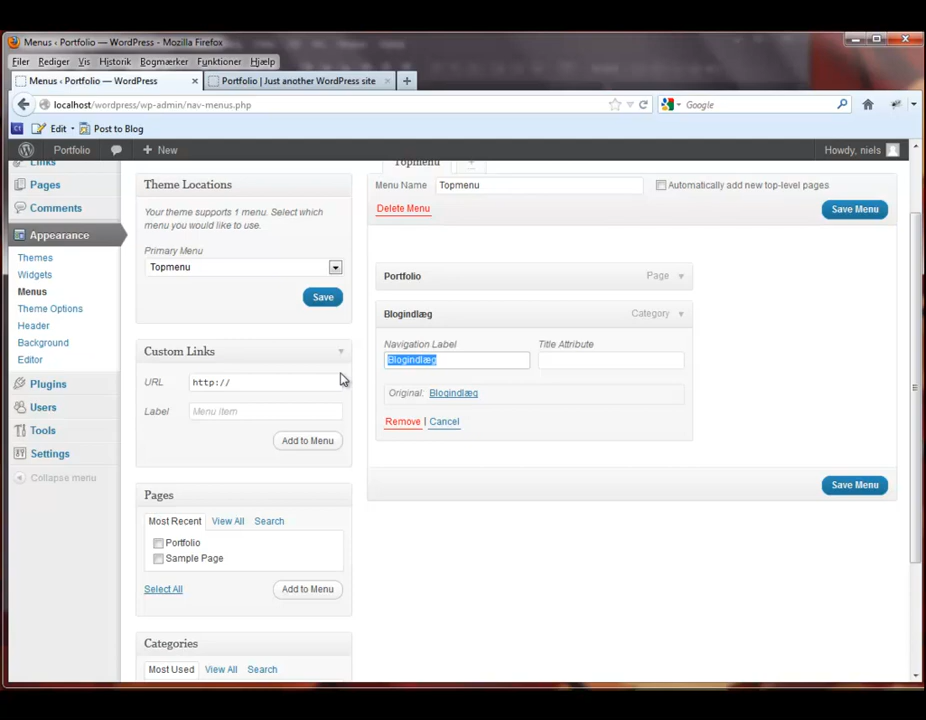 Menus ‹ Portfolio — WordPress - Mozilla Firefox
Filer Rediger Vis Historik Bogmærker Funktioner Hjælp
Menus ‹ Portfolio — WordPress × Portfolio | Just another WordPress site × +
localhost/wordpress/wp-admin/nav-menus.php Google
Edit Post to Blog
Portfolio + New Howdy, niels
Links
Pages
Comments
Appearance
Themes
Widgets
Menus
Theme Options
Header
Background
Editor
Plugins
Users
Tools
Settings
Collapse menu
Theme Locations
Your theme supports 1 menu. Select which
menu you would like to use.
Primary Menu
Topmenu
Save
Custom Links
URL http://
Label Menu item
Add to Menu
Pages
Most Recent View All Search
Portfolio
Sample Page
Select All Add to Menu
Categories
Most Used View All Search
Topmenu +
Menu Name Topmenu Automatically add new top-level pages
Delete Menu Save Menu
Portfolio Page
Blogindlæg Category
Navigation Label Title Attribute
Blogindlæg
Original: Blogindlæg
Remove | Cancel
Save Menu